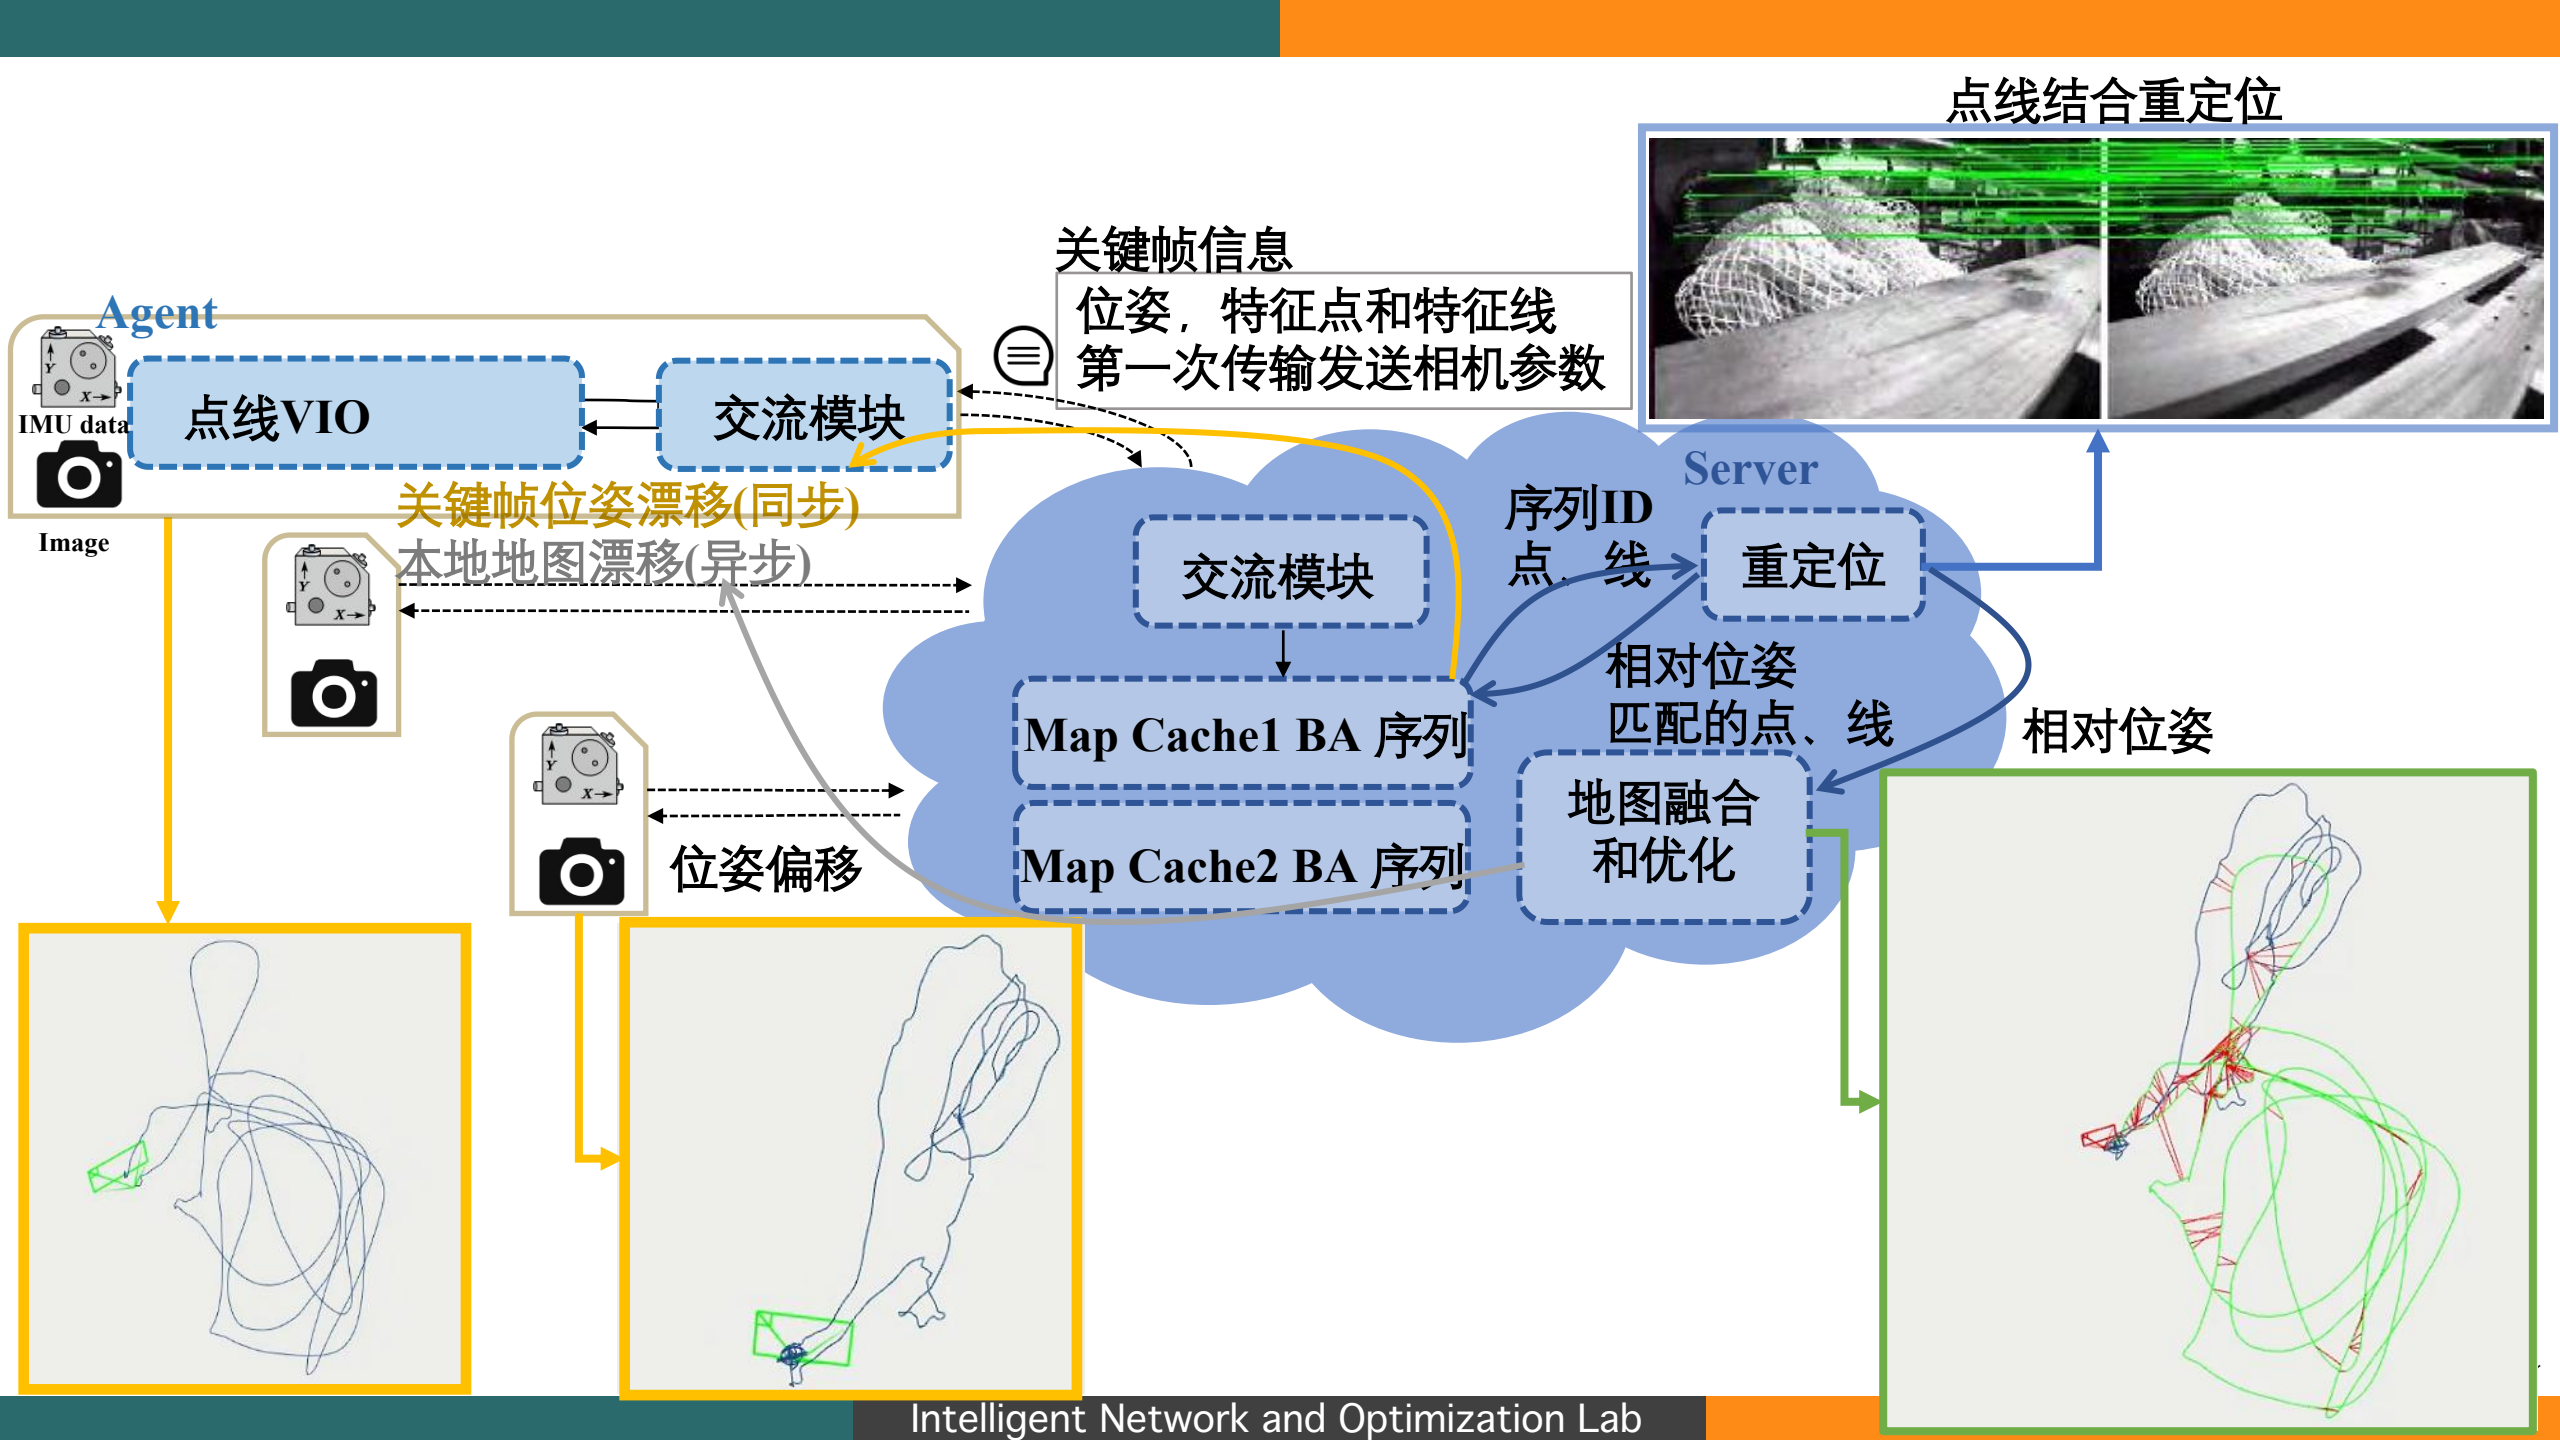 点线结合重定位
关键帧信息
位姿，特征点和特征线
第一次传输发送相机参数
Agent
IMU data
Image
点线VIO
交流模块
关键帧位姿漂移(同步)
本地地图漂移(异步)
Y
X
Y
X
Y
X
位姿偏移
Server
交流模块
序列ID
点、线
重定位
相对位姿
匹配的点、线
相对位姿
Map Cache1 BA 序列
Map Cache2 BA 序列
地图融合
和优化
Intelligent Network and Optimization Lab